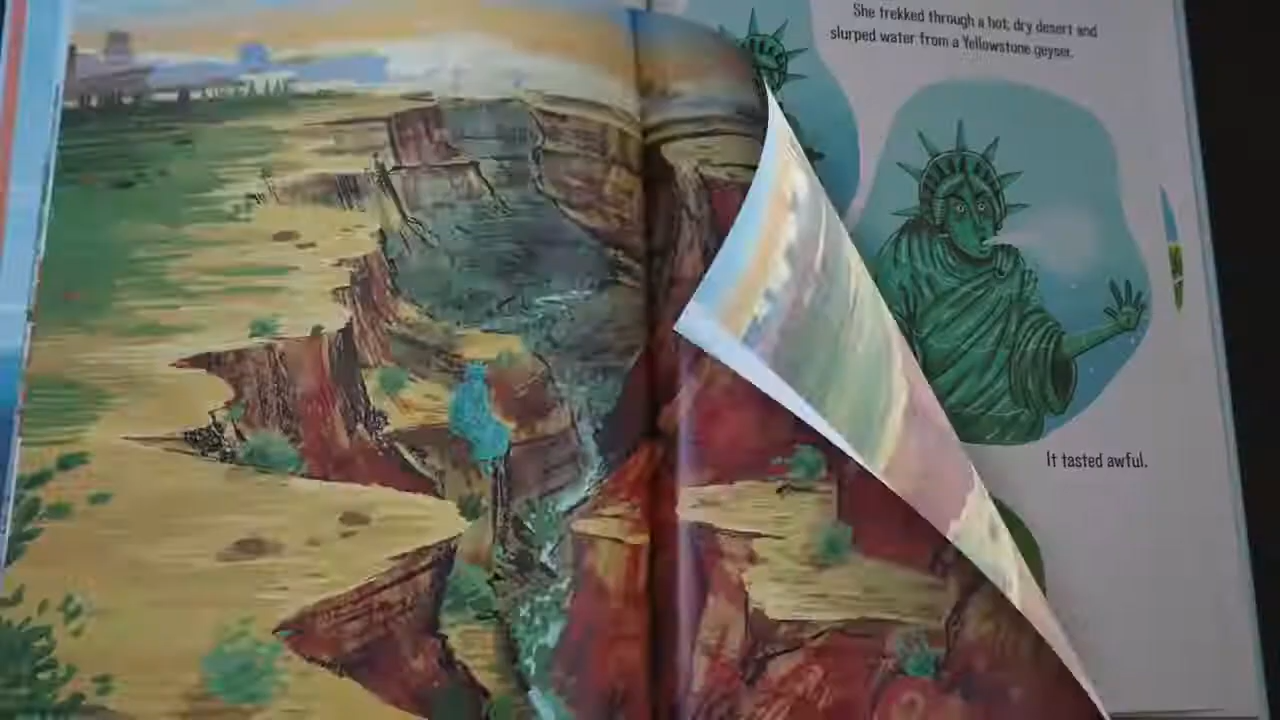 She trekked through a hot, dry desert and
slurped water from a Yellowstone geyser.
It tasted awful.